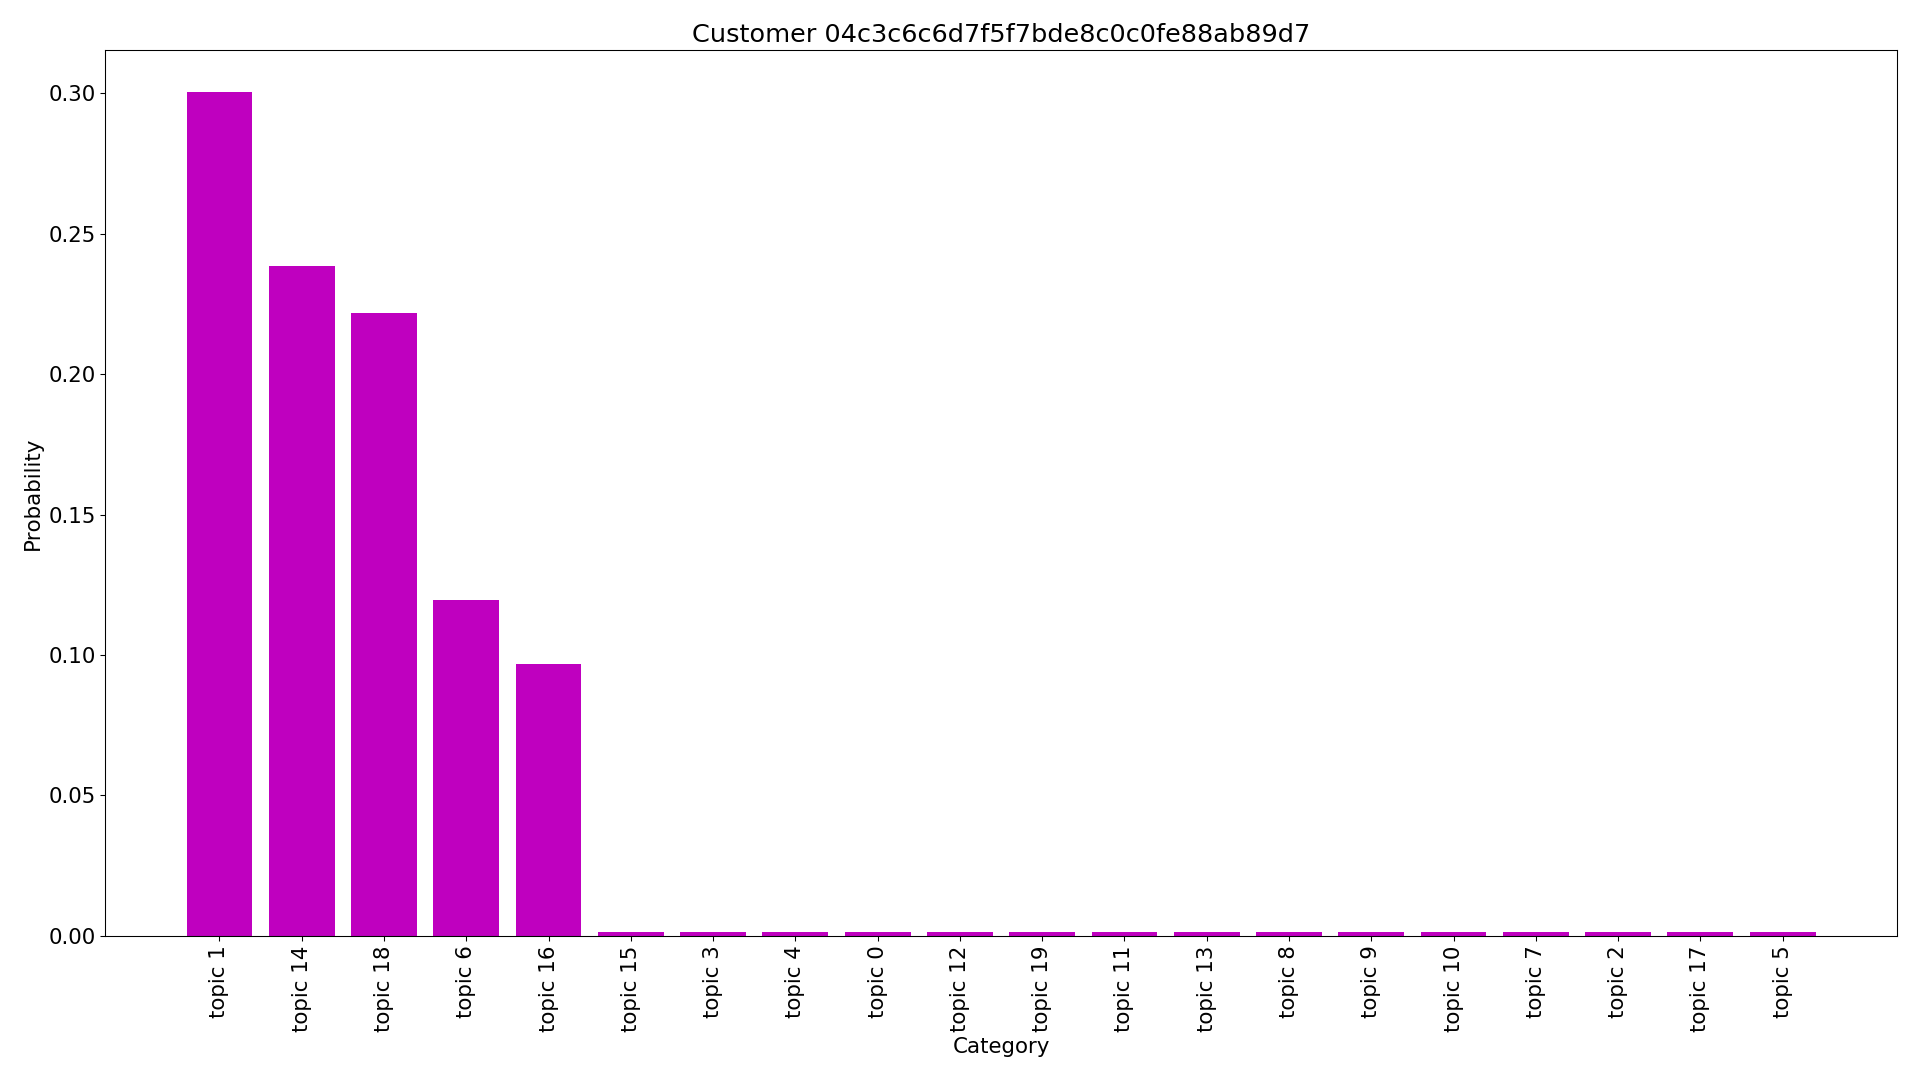 Customer 04c3c6c6d7f5f7bde8c0c0fe88ab89d7
Probability
0.30
0.25
0.20
0.15
0.10
0.05
0.00
topic 1
topic 14
topic 18
topic 6
topic 16
topic 15
topic 3
topic 4
topic 0
topic 12
topic 19
topic 11
topic 13
topic 8
topic 9
topic 10
topic 7
topic 2
topic 17
topic 5
Category